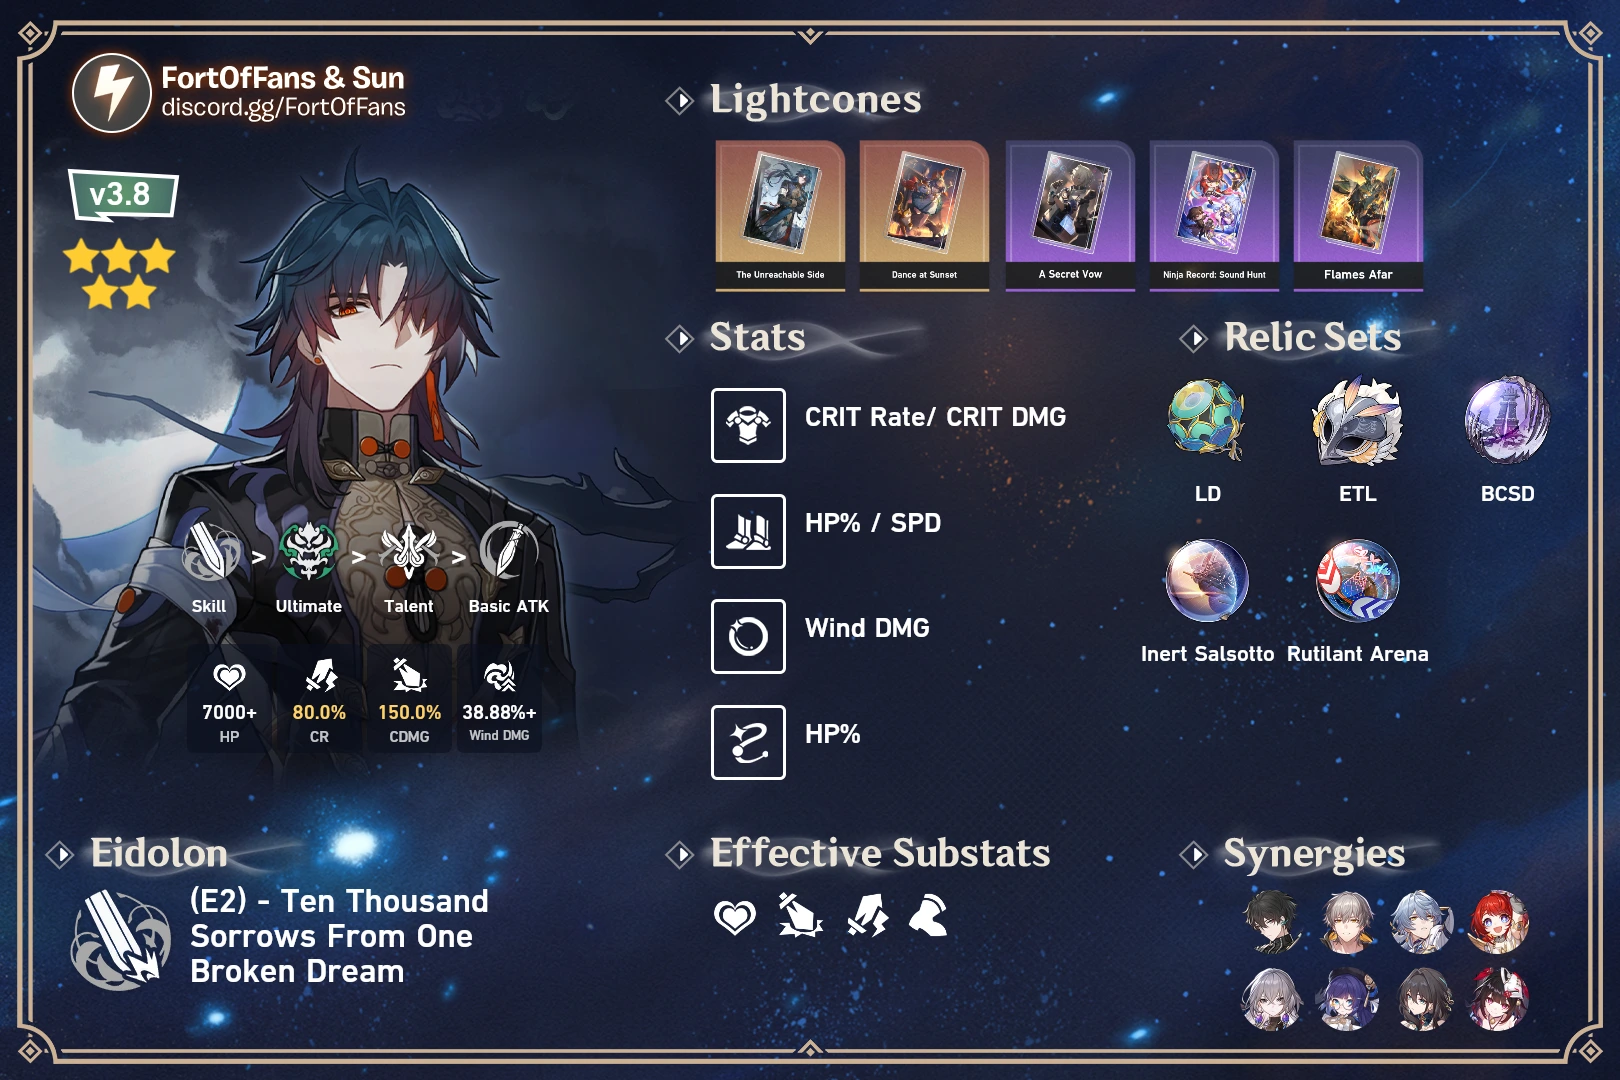 FortOfFans & Sun
discord.gg/FortOfFans
v3.8
Skill > Ultimate > Talent > Basic ATK
7000+ 80.0% 150.0% 38.88%+
HP CR CDMG Wind DMG
Eidolon
(E2) - Ten Thousand
Sorrows From One
Broken Dream
Lightcones
The Unreachable Side
Dance at Sunset
A Secret Vow
Ninja Record: Sound Hunt
Flames Afar
Stats
CRIT Rate/ CRIT DMG
HP% / SPD
Wind DMG
HP%
Relic Sets
LD ETL BCSD
Inert Salsotto Rutilant Arena
Effective Substats
Synergies